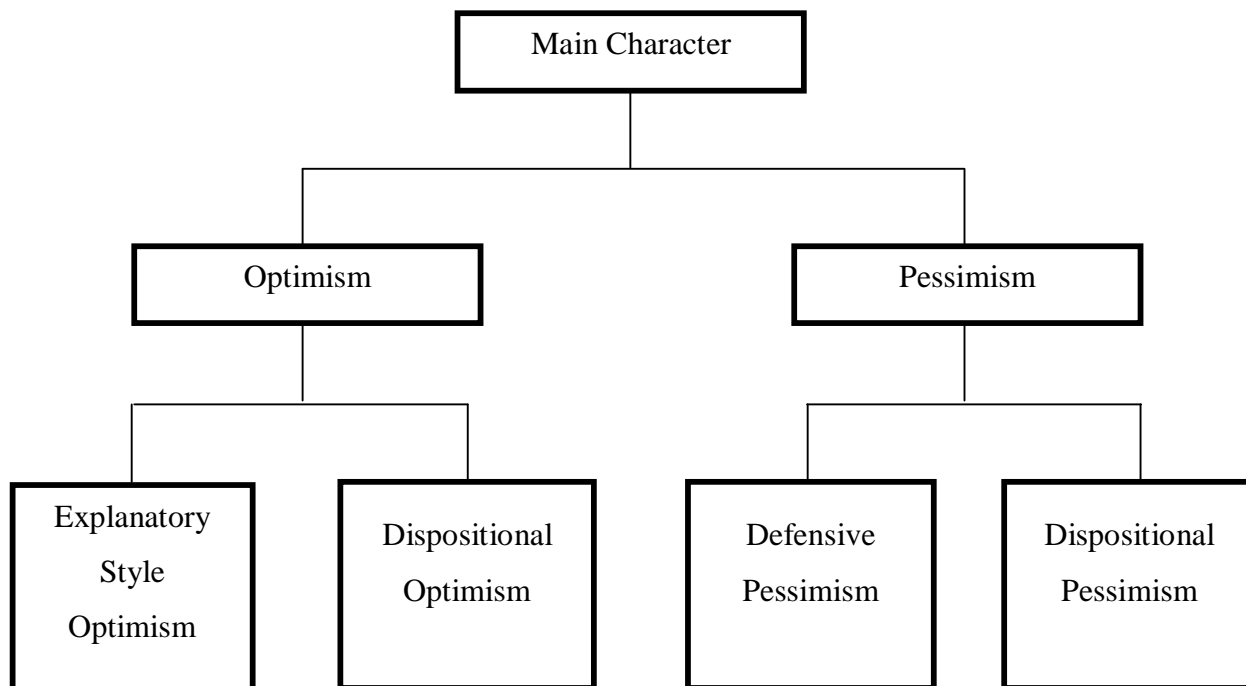 Main Character
Optimism
Pessimism
Explanatory
Style
Optimism
Dispositional
Optimism
Defensive
Pessimism
Dispositional
Pessimism